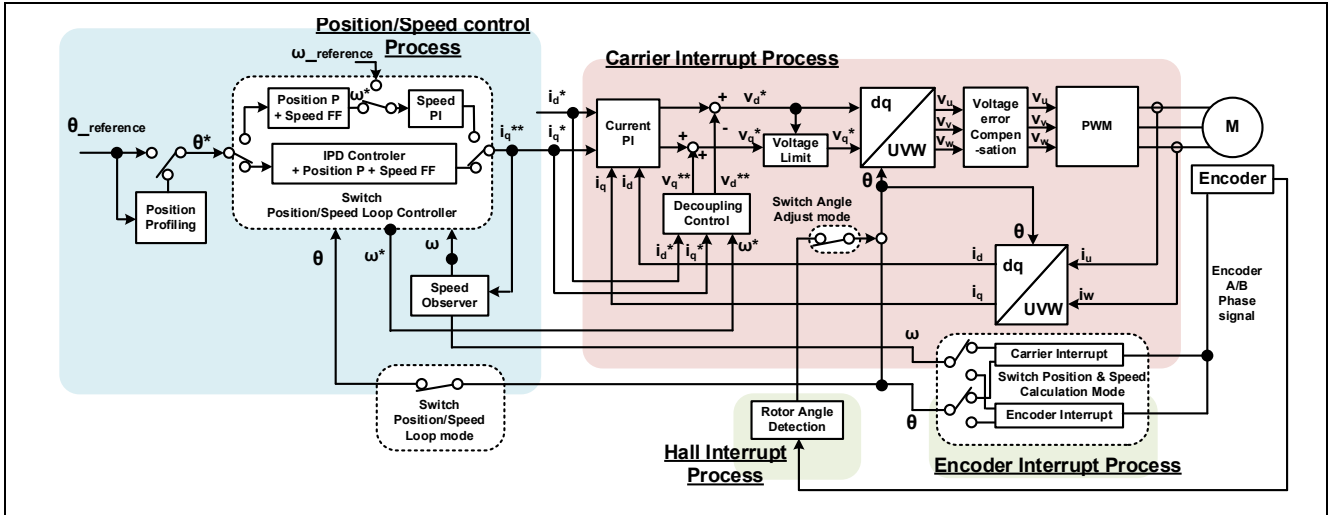 Position/Speed control
Process
ω_reference
Carrier Interrupt Process
Position P
+ Speed FF
ω*
Speed
PI
θ_reference
θ*
IPD Controler
+ Position P + Speed FF
Switch
Position/Speed Loop Controller
Position
Profiling
iq**
id*
iq*
Current
PI
iq
id
+
-
+
+
vd*
vq*
Voltage
Limit
vq*
vq**
vd**
Decoupling
Control
id*
iq*
ω*
dq
UVW
θ
vu
vv
vw
Voltage
error
Compen
-sation
vu
vv
vw
PWM
M
Encoder
Switch Angle
Adjust mode
θ
id
iq
dq
UVW
iu
iw
Encoder
A/B
Phase
signal
θ
ω*
ω
Speed
Observer
ω
θ
Carrier Interrupt
Switch Position & Speed
Calculation Mode
Encoder Interrupt
Switch
Position/Speed
Loop mode
Rotor Angle
Detection
Hall Interrupt
Process
Encoder Interrupt Process